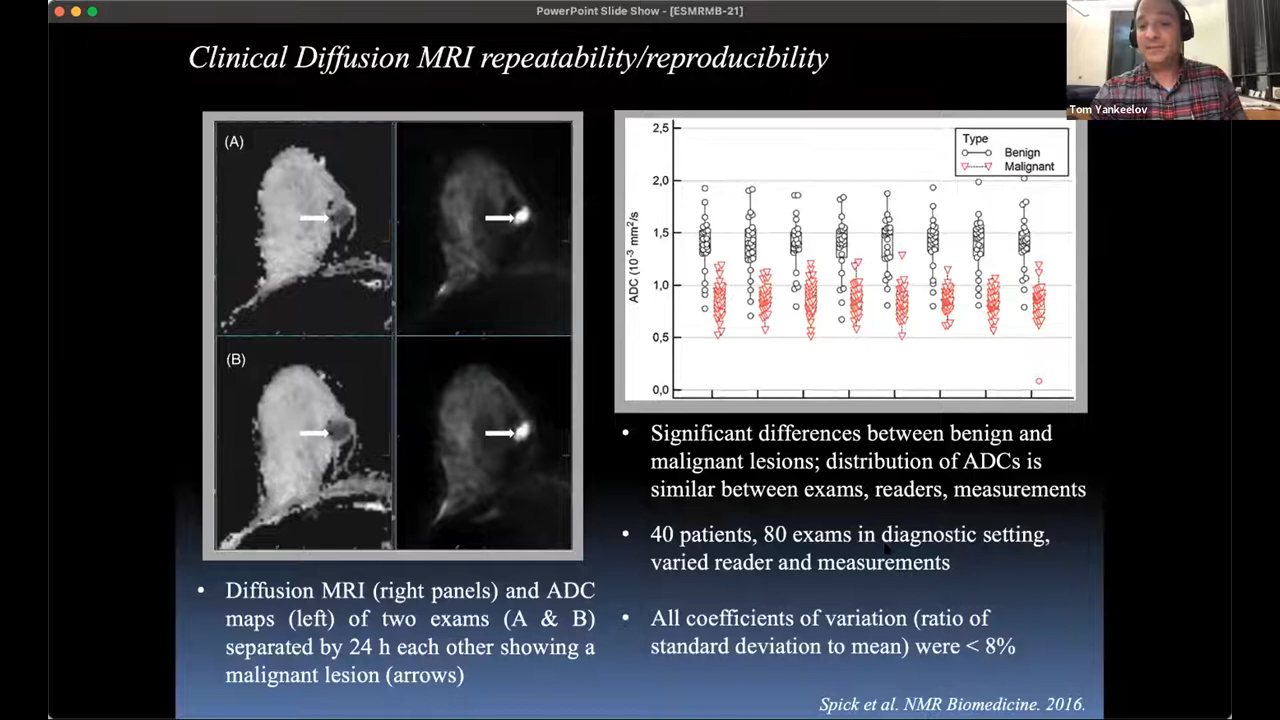 PowerPoint Slide Show - [ESMRMB-21]
Clinical Diffusion MRI repeatability/reproducibility
Tom Yankeelov
(A)
(B)
Type
Benign
Malignant
ADC (10⁻³ mm²/s)
2,5
2,0
1,5
1,0
0,5
0,0
• Diffusion MRI (right panels) and ADC
maps (left) of two exams (A & B)
separated by 24 h each other showing a
malignant lesion (arrows)
• Significant differences between benign and
malignant lesions; distribution of ADCs is
similar between exams, readers, measurements
• 40 patients, 80 exams in diagnostic setting,
varied reader and measurements
• All coefficients of variation (ratio of
standard deviation to mean) were < 8%
Spick et al. NMR Biomedicine. 2016.